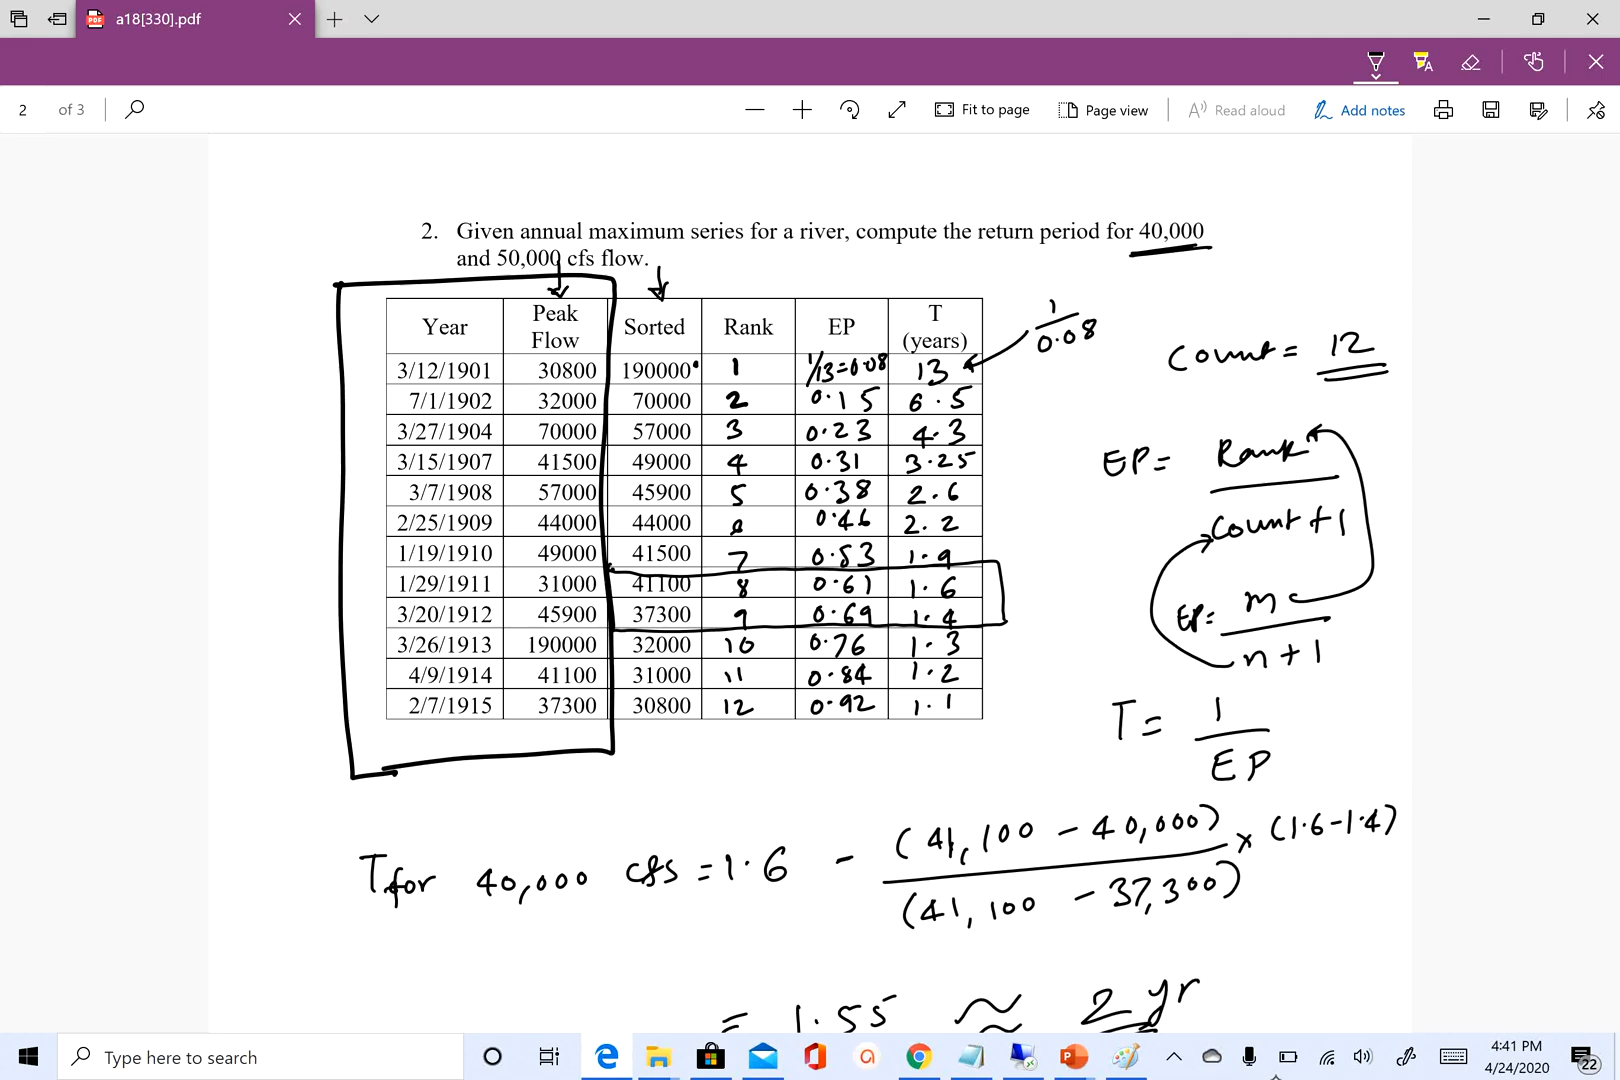 a18[330].pdf
2 of 3 Fit to page Page view Read aloud Add notes
2. Given annual maximum series for a river, compute the return period for 40,000
and 50,000 cfs flow.
Year Peak Flow Sorted Rank EP T (years)
3/12/1901 30800 190000 1 1/13=0.08 13
7/1/1902 32000 70000 2 0.15 6.5
3/27/1904 70000 57000 3 0.23 4.3
3/15/1907 41500 49000 4 0.31 3.25
3/7/1908 57000 45900 5 0.38 2.6
2/25/1909 44000 44000 6 0.46 2.2
1/19/1910 49000 41500 7 0.53 1.9
1/29/1911 31000 41100 8 0.61 1.6
3/20/1912 45900 37300 9 0.69 1.4
3/26/1913 190000 32000 10 0.76 1.3
4/9/1914 41100 31000 11 0.84 1.2
2/7/1915 37300 30800 12 0.92 1.1
1
0.08
Count = 12
EP = Rank
Count + 1
EP = m
n + 1
T = 1
EP
T for 40,000 cfs = 1.6 - (41,100 - 40,000) × (1.6-1.4)
(41,100 - 37,300)
= 1.55 ≈ 2 yr
Type here to search
4:41 PM
4/24/2020
22